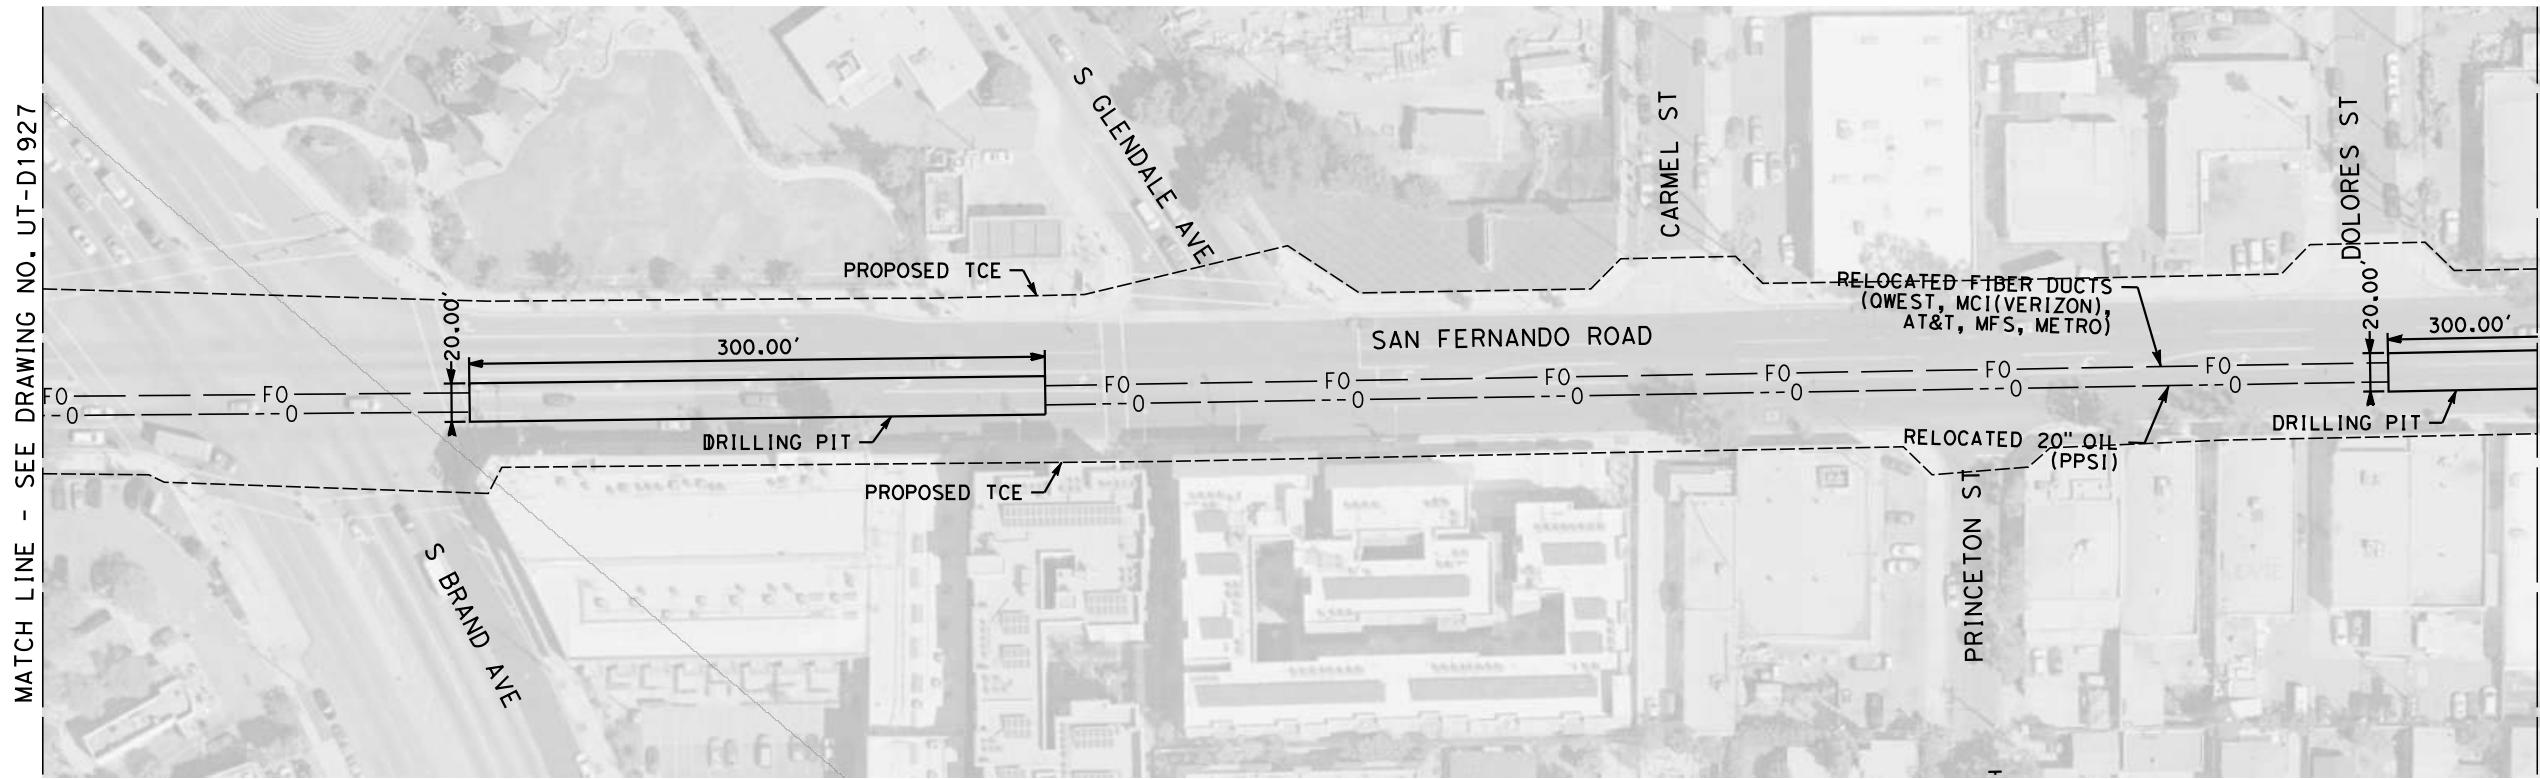 MATCH LINE - SEE DRAWING NO. UT-D1927
S GLENDALE AVE
CARMEL ST
DOLORES ST
PROPOSED TCE
RELOCATED FIBER DUCTS
(QWEST, MCI(VERIZON),
AT&T, MFS, METRO)
20.00'
300.00'
SAN FERNANDO ROAD
20.00'
300.00'
FO
FO
FO
FO
FO
FO
FO
FO
O
O
O
O
O
O
O
O
DRILLING PIT
RELOCATED 20" OIL
(PPSI)
DRILLING PIT
PROPOSED TCE
S BRAND AVE
PRINCETON ST